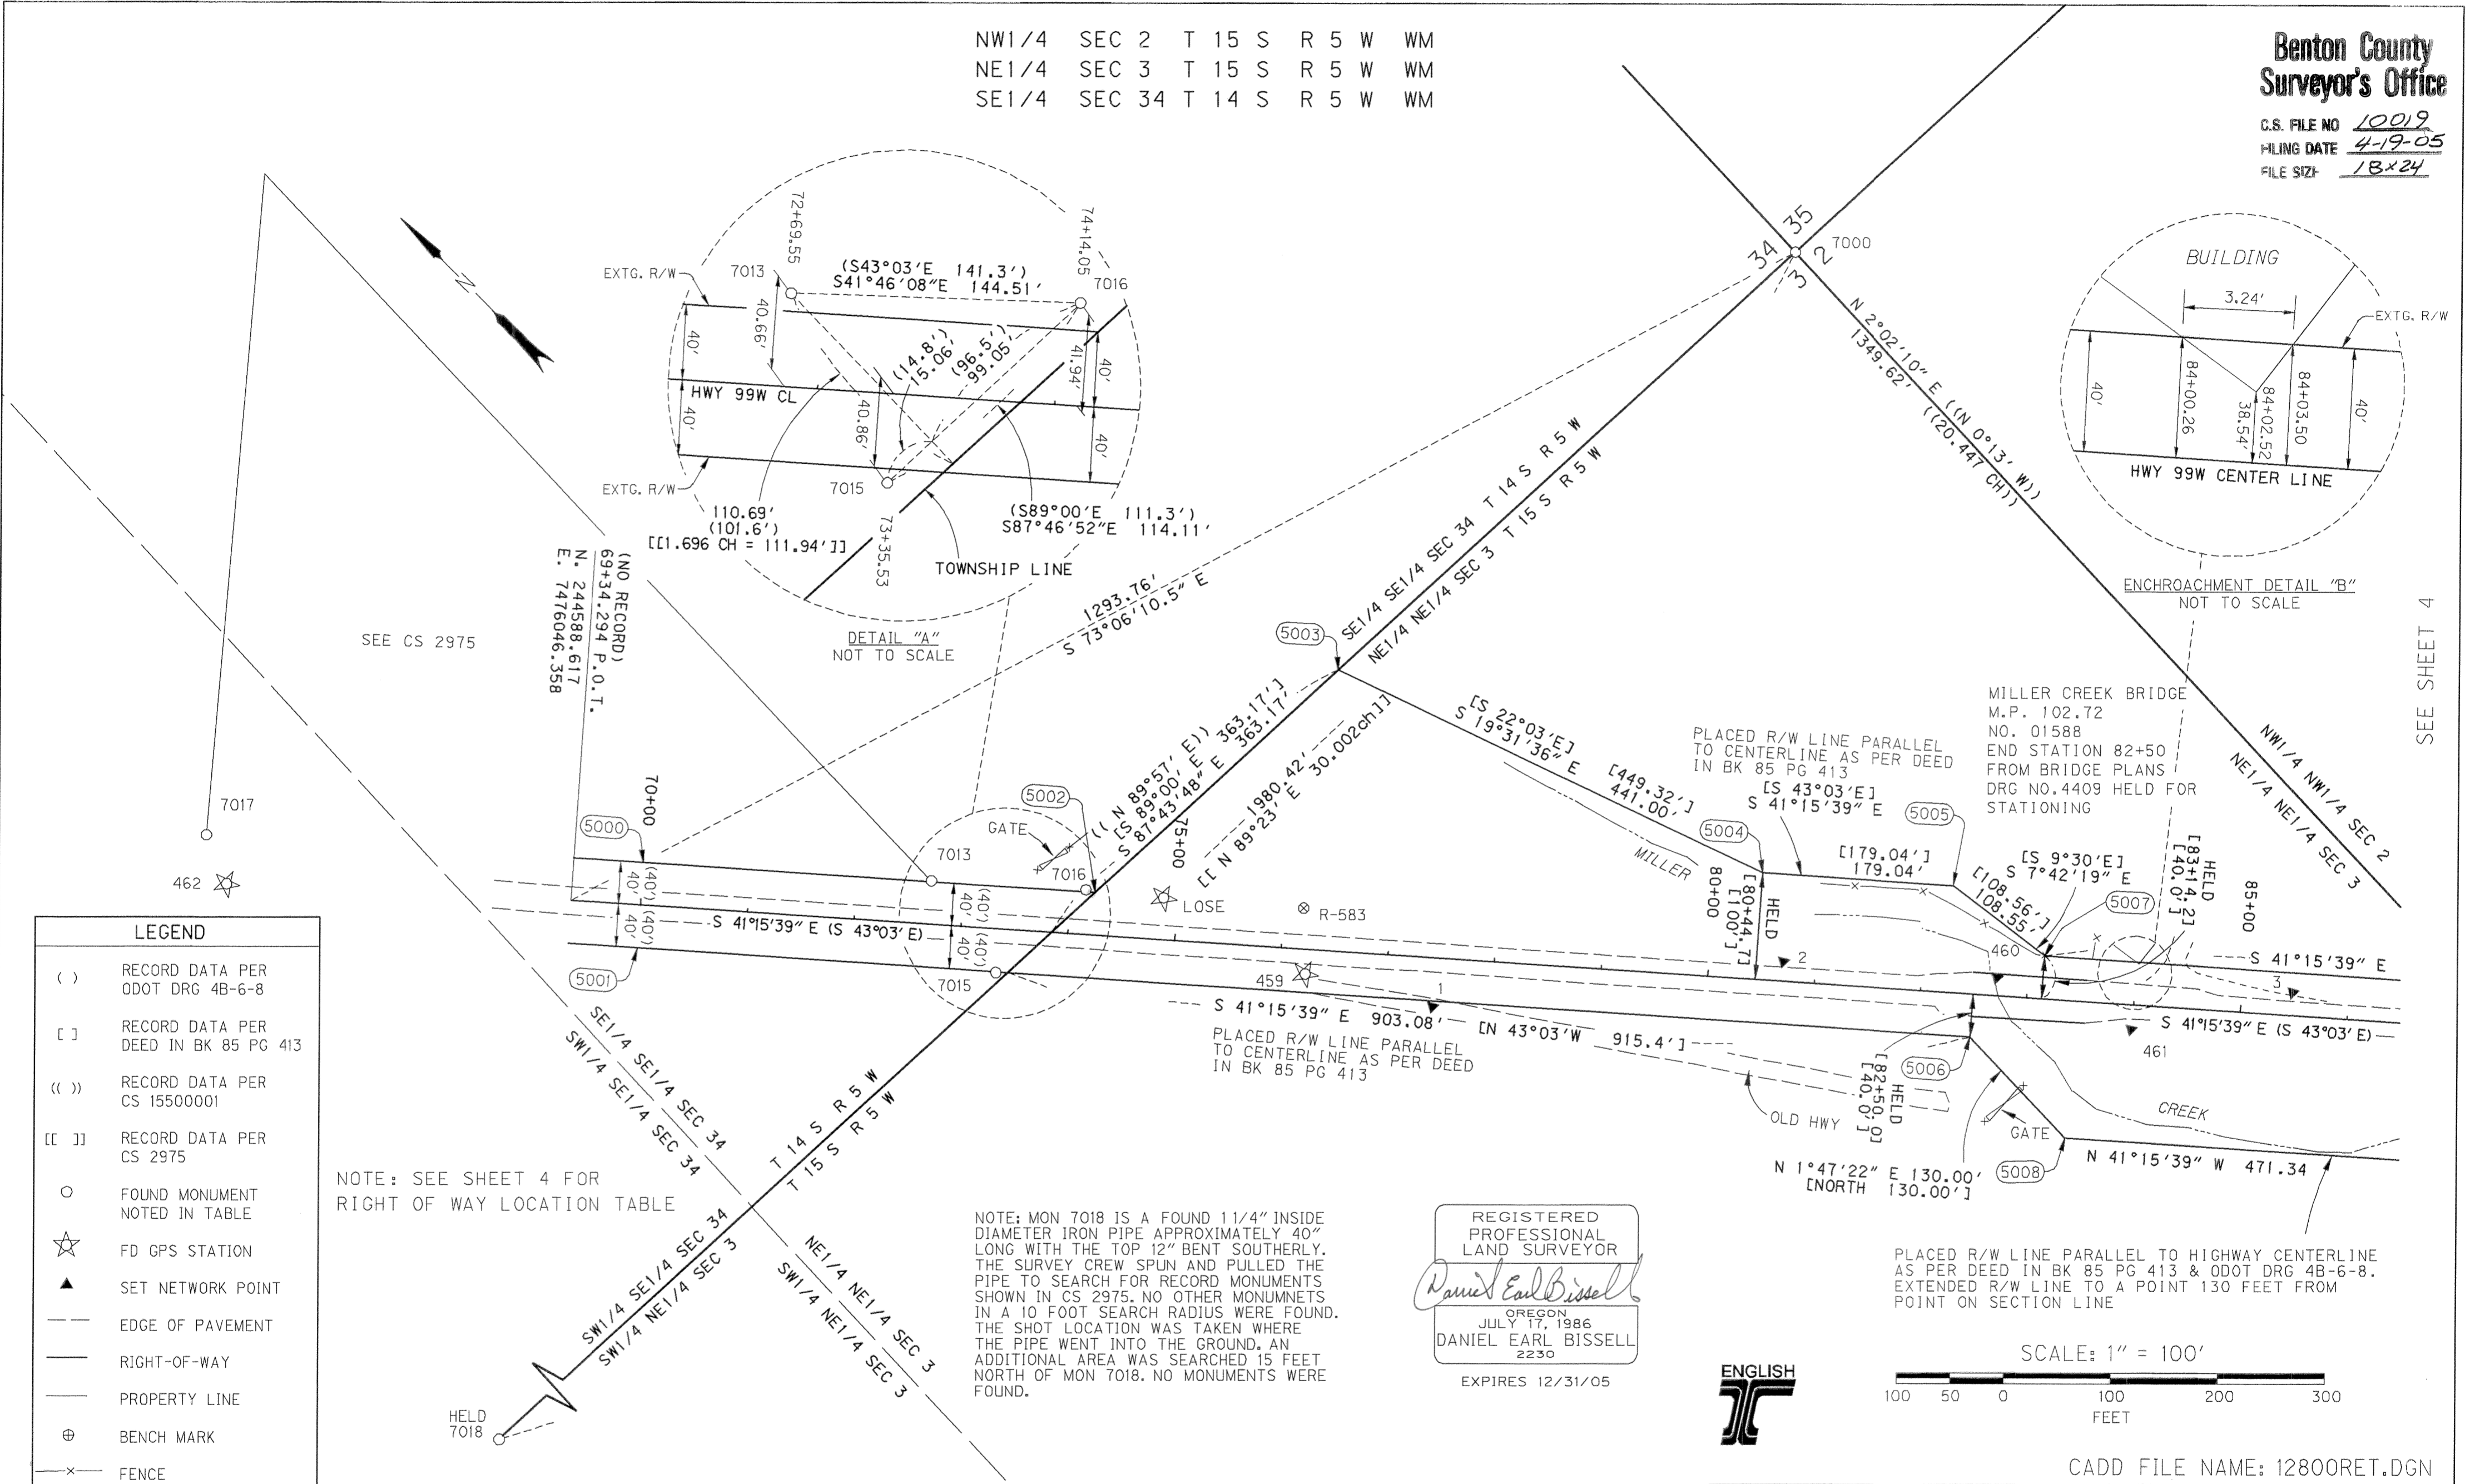 NW1/4 SEC 2 T 15 S R 5 W WM
NE1/4 SEC 3 T 15 S R 5 W WM
SE1/4 SEC 34 T 14 S R 5 W WM
Benton County
Surveyor's Office
C.S. FILE NO 10019
FILING DATE 4-19-05
FILE SIZE 18×24
N
72+69.55
74+14.05
EXTG. R/W
7013
(S43°03'E 141.3')
S41°46'08"E 144.51'
7016
40.66'
40'
40'
(14.8')
15.06'
(96.5')
99.05'
41.94'
40'
40'
HWY 99W CL
40.86'
EXTG. R/W
7015
110.69'
(101.6')
[[1.696 CH = 111.94']]
73+35.53
(S89°00'E 111.3')
S87°46'52"E 114.11'
TOWNSHIP LINE
DETAIL "A"
NOT TO SCALE
34
35
3
2
7000
N 2°02'10" E ((N 0°13' W))
1349.62' ((20.447 CH))
BUILDING
3.24'
EXTG. R/W
40'
84+00.26
38.54'
84+02.52
84+03.50
40'
HWY 99W CENTER LINE
ENCHROACHMENT DETAIL "B"
NOT TO SCALE
SEE SHEET 4
SEE CS 2975
(NO RECORD)
69+34.294 P.O.T.
N. 244588.617
E. 7476046.358
1293.76'
S 73°06'10.5" E
5003
SE1/4 SE1/4 SEC 34 T 14 S R 5 W
NE1/4 NE1/4 SEC 3 T 15 S R 5 W
7017
462
70+00
5000
5001
(40')
40'
(40')
40'
7013
GATE
5002
7016
(( N 89°57' E))
[S 89°00' E 363.17']
S 87°43'48" E 363.17'
75+00
1980.42'
[[ N 89°23' E 30.002ch]]
LOSE
R-583
[S 22°03'E] [449.32']
S 19°31'36" E 441.00'
MILLER
PLACED R/W LINE PARALLEL
TO CENTERLINE AS PER DEED
IN BK 85 PG 413
[S 43°03'E]
S 41°15'39" E
5004
5005
[179.04']
179.04'
MILLER CREEK BRIDGE
M.P. 102.72
NO. 01588
END STATION 82+50
FROM BRIDGE PLANS
DRG NO.4409 HELD FOR
STATIONING
NW1/4 NW1/4 SEC 2
NE1/4 NE1/4 SEC 3
80+00
[80+44.7]
[100']
HELD
[S 9°30'E]
S 7°42'19" E
[108.56']
108.55'
5007
HELD
[83+14.2]
[40.0']
85+00
460
2
3
S 41°15'39" E
S 41°15'39" E (S 43°03'E)
(40')
40'
(40')
40'
7015
459
1
S 41°15'39" E 903.08' [N 43°03'W 915.4']
PLACED R/W LINE PARALLEL
TO CENTERLINE AS PER DEED
IN BK 85 PG 413
S 41°15'39" E (S 43°03'E)
461
5006
HELD
[82+50.0]
[40.0']
OLD HWY
GATE
CREEK
N 1°47'22" E 130.00'
[NORTH 130.00']
5008
N 41°15'39" W 471.34
SE1/4 SE1/4 SEC 34
SW1/4 SE1/4 SEC 34
T 14 S R 5 W
T 15 S R 5 W
SW1/4 SE1/4 SEC 34
SW1/4 NE1/4 SEC 3
NE1/4 NE1/4 SEC 3
SW1/4 NE1/4 SEC 3
HELD
7018
LEGEND
( ) RECORD DATA PER
ODOT DRG 4B-6-8
[ ] RECORD DATA PER
DEED IN BK 85 PG 413
(( )) RECORD DATA PER
CS 15500001
[[ ]] RECORD DATA PER
CS 2975
FOUND MONUMENT
NOTED IN TABLE
FD GPS STATION
SET NETWORK POINT
EDGE OF PAVEMENT
RIGHT-OF-WAY
PROPERTY LINE
BENCH MARK
FENCE
NOTE: SEE SHEET 4 FOR
RIGHT OF WAY LOCATION TABLE
NOTE: MON 7018 IS A FOUND 1 1/4" INSIDE
DIAMETER IRON PIPE APPROXIMATELY 40"
LONG WITH THE TOP 12" BENT SOUTHERLY.
THE SURVEY CREW SPUN AND PULLED THE
PIPE TO SEARCH FOR RECORD MONUMENTS
SHOWN IN CS 2975. NO OTHER MONUMNETS
IN A 10 FOOT SEARCH RADIUS WERE FOUND.
THE SHOT LOCATION WAS TAKEN WHERE
THE PIPE WENT INTO THE GROUND. AN
ADDITIONAL AREA WAS SEARCHED 15 FEET
NORTH OF MON 7018. NO MONUMENTS WERE
FOUND.
REGISTERED
PROFESSIONAL
LAND SURVEYOR
Daniel Earl Bissell
OREGON
JULY 17, 1986
DANIEL EARL BISSELL
2230
EXPIRES 12/31/05
PLACED R/W LINE PARALLEL TO HIGHWAY CENTERLINE
AS PER DEED IN BK 85 PG 413 & ODOT DRG 4B-6-8.
EXTENDED R/W LINE TO A POINT 130 FEET FROM
POINT ON SECTION LINE
ENGLISH
SCALE: 1" = 100'
100 50 0 100 200 300
FEET
CADD FILE NAME: 12800RET.DGN